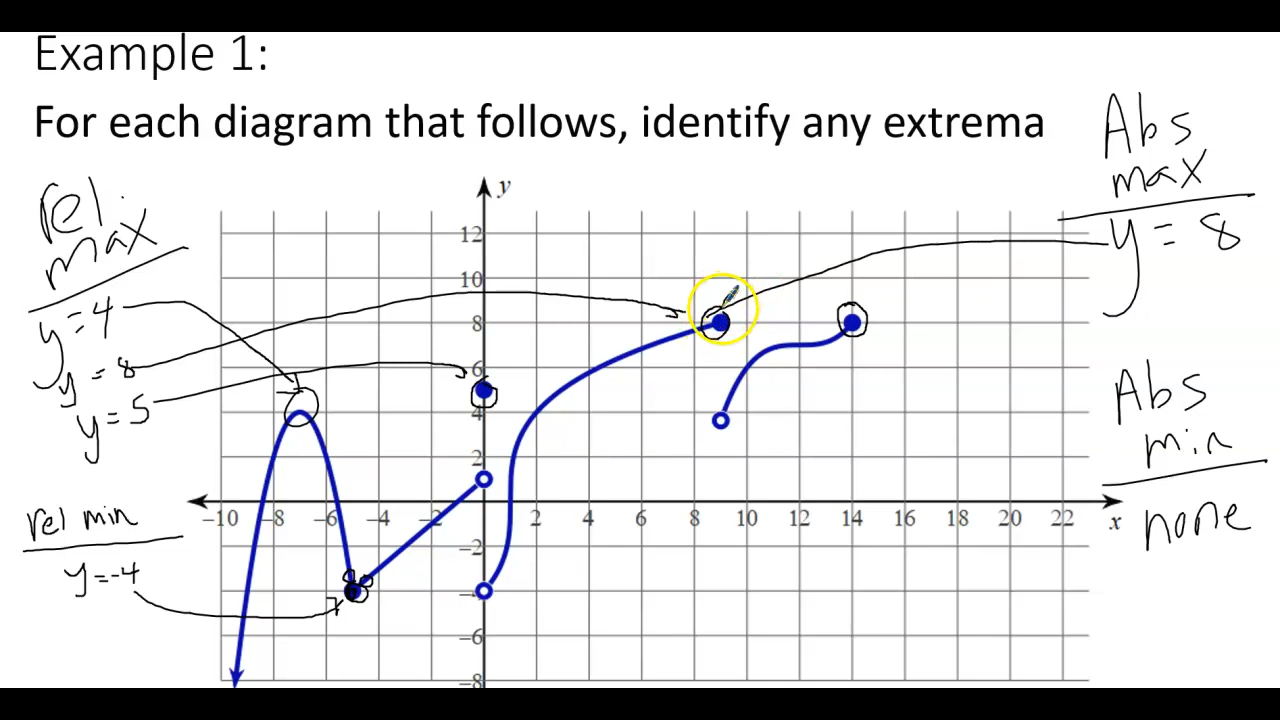 Example 1:
For each diagram that follows, identify any extrema
rel.
max
y=4
y=8
y=5
rel min
y=-4
Abs
max
y = 8
Abs
min
none
y
12
10
8
6
4
2
−10 −8 −6 −4 −2 2 4 6 8 10 12 14 16 18 20 22 x
−2
−4
−6
−8